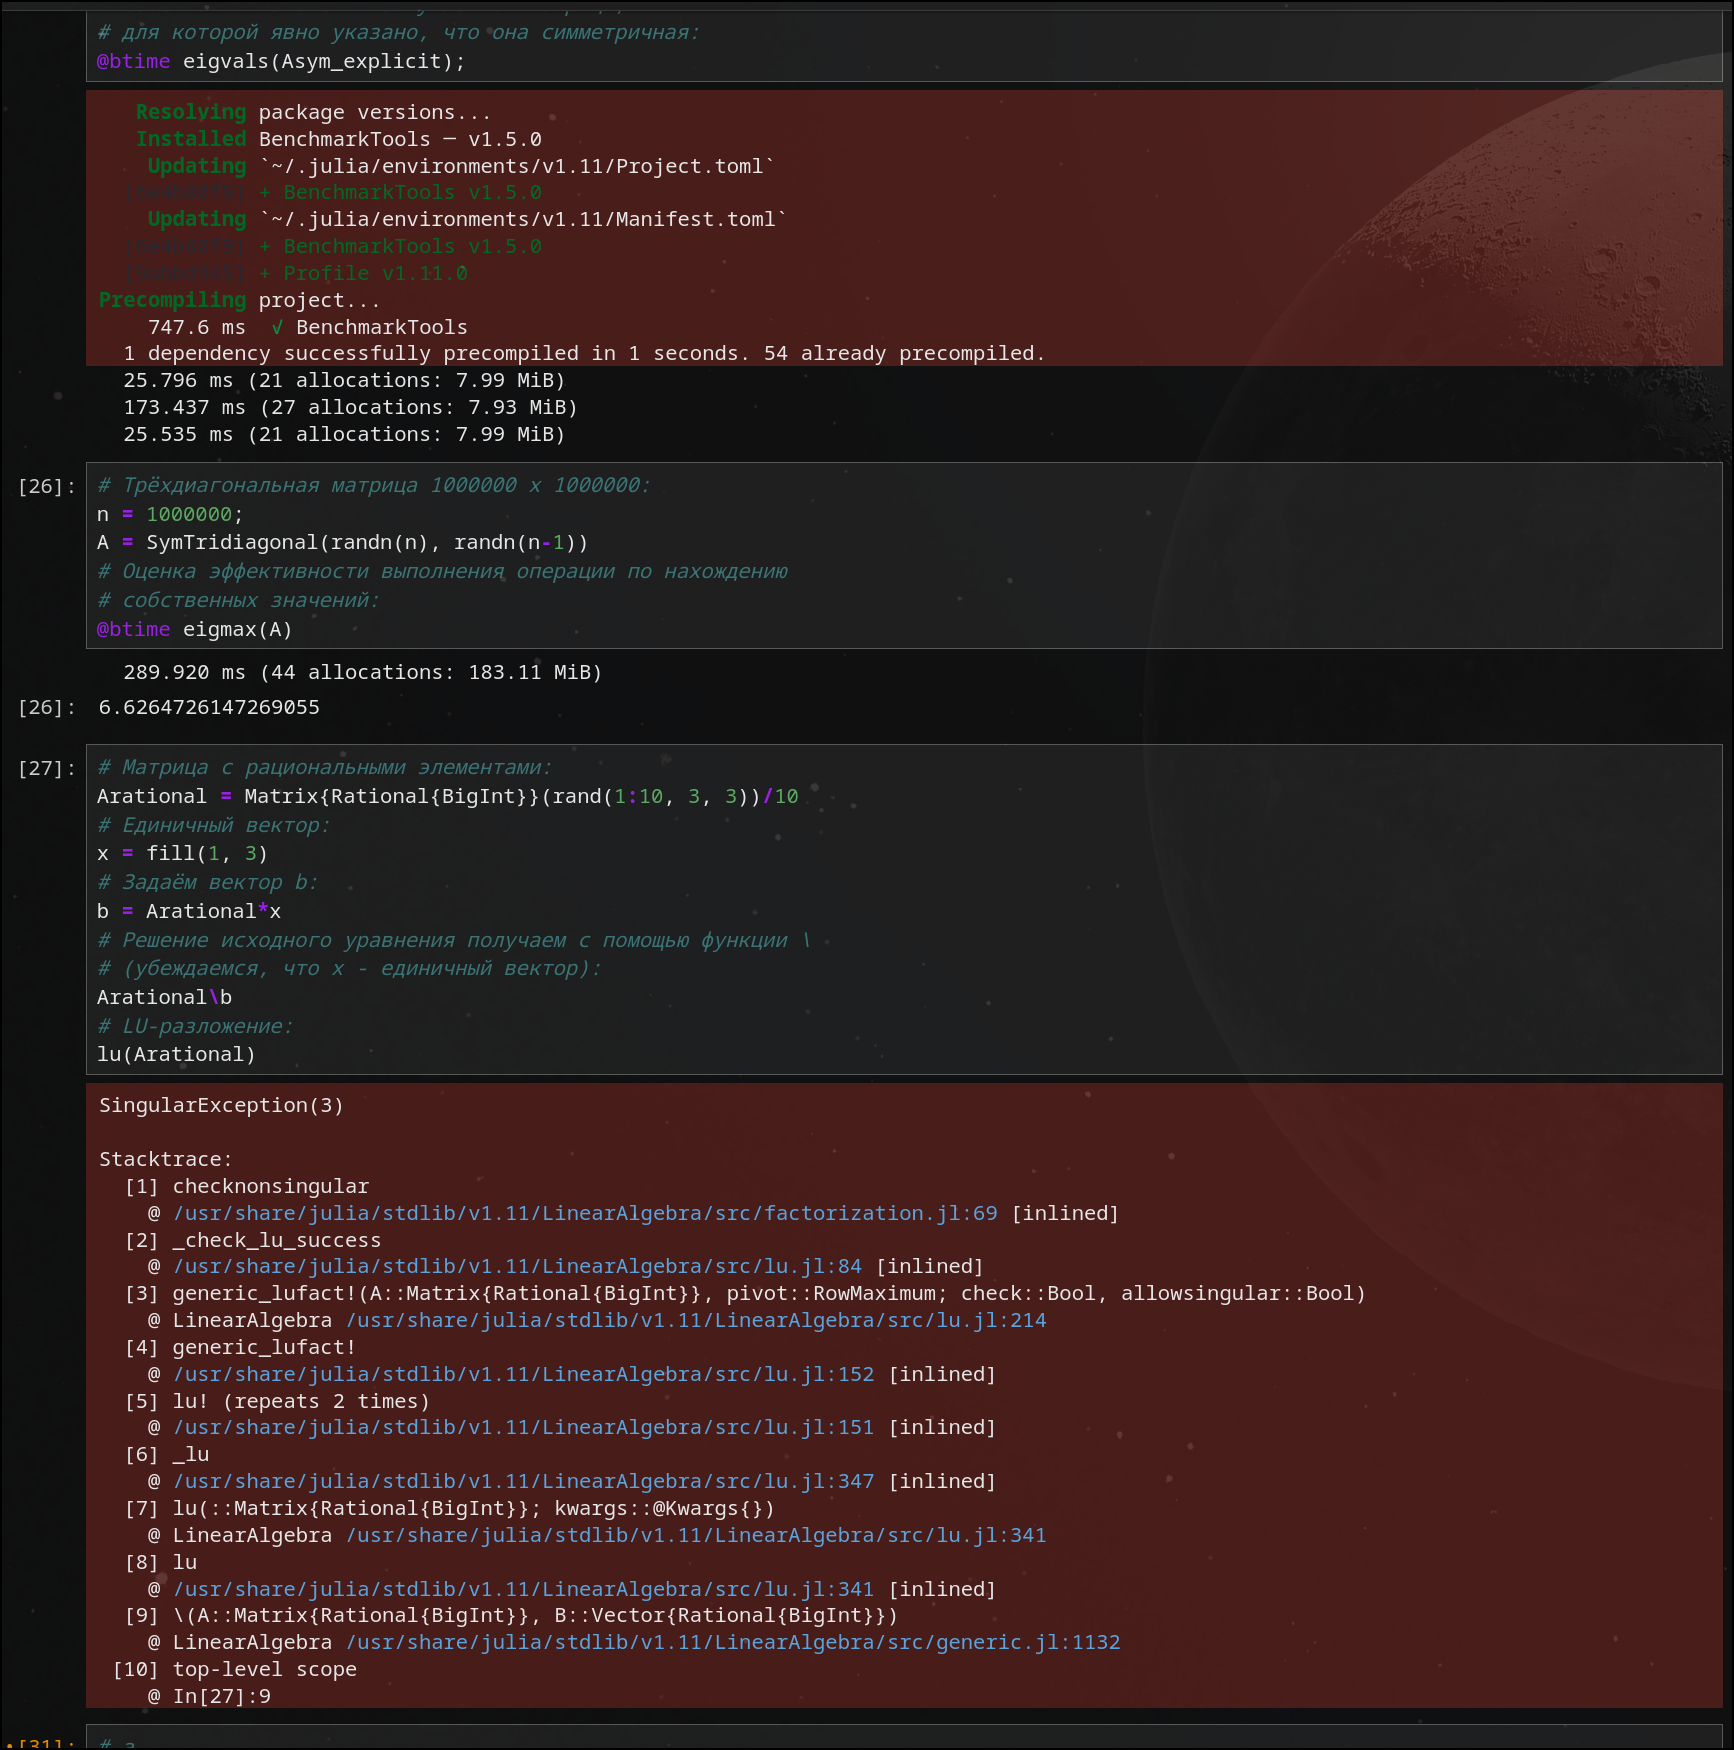 # для которой явно указано, что она симметричная:
@btime eigvals(Asym_explicit);
Resolving package versions...
Installed BenchmarkTools ─ v1.5.0
Updating `~/.julia/environments/v1.11/Project.toml`
+ BenchmarkTools v1.5.0
Updating `~/.julia/environments/v1.11/Manifest.toml`
+ BenchmarkTools v1.5.0
+ Profile v1.11.0
Precompiling project...
747.6 ms ✓ BenchmarkTools
1 dependency successfully precompiled in 1 seconds. 54 already precompiled.
25.796 ms (21 allocations: 7.99 MiB)
173.437 ms (27 allocations: 7.93 MiB)
25.535 ms (21 allocations: 7.99 MiB)
[26]: # Трёхдиагональная матрица 1000000 x 1000000:
n = 1000000;
A = SymTridiagonal(randn(n), randn(n-1))
# Оценка эффективности выполнения операции по нахождению
# собственных значений:
@btime eigmax(A)
289.920 ms (44 allocations: 183.11 MiB)
[26]: 6.6264726147269055
[27]: # Матрица с рациональными элементами:
Arational = Matrix{Rational{BigInt}}(rand(1:10, 3, 3))/10
# Единичный вектор:
x = fill(1, 3)
# Задаём вектор b:
b = Arational*x
# Решение исходного уравнения получаем с помощью функции \
# (убеждаемся, что x - единичный вектор):
Arational\b
# LU-разложение:
lu(Arational)
SingularException(3)
Stacktrace:
[1] checknonsingular
@ /usr/share/julia/stdlib/v1.11/LinearAlgebra/src/factorization.jl:69 [inlined]
[2] _check_lu_success
@ /usr/share/julia/stdlib/v1.11/LinearAlgebra/src/lu.jl:84 [inlined]
[3] generic_lufact!(A::Matrix{Rational{BigInt}}, pivot::RowMaximum; check::Bool, allowsingular::Bool)
@ LinearAlgebra /usr/share/julia/stdlib/v1.11/LinearAlgebra/src/lu.jl:214
[4] generic_lufact!
@ /usr/share/julia/stdlib/v1.11/LinearAlgebra/src/lu.jl:152 [inlined]
[5] lu! (repeats 2 times)
@ /usr/share/julia/stdlib/v1.11/LinearAlgebra/src/lu.jl:151 [inlined]
[6] _lu
@ /usr/share/julia/stdlib/v1.11/LinearAlgebra/src/lu.jl:347 [inlined]
[7] lu(::Matrix{Rational{BigInt}}; kwargs::@Kwargs{})
@ LinearAlgebra /usr/share/julia/stdlib/v1.11/LinearAlgebra/src/lu.jl:341
[8] lu
@ /usr/share/julia/stdlib/v1.11/LinearAlgebra/src/lu.jl:341 [inlined]
[9] \(A::Matrix{Rational{BigInt}}, B::Vector{Rational{BigInt}})
@ LinearAlgebra /usr/share/julia/stdlib/v1.11/LinearAlgebra/src/generic.jl:1132
[10] top-level scope
@ In[27]:9
•[31]: #